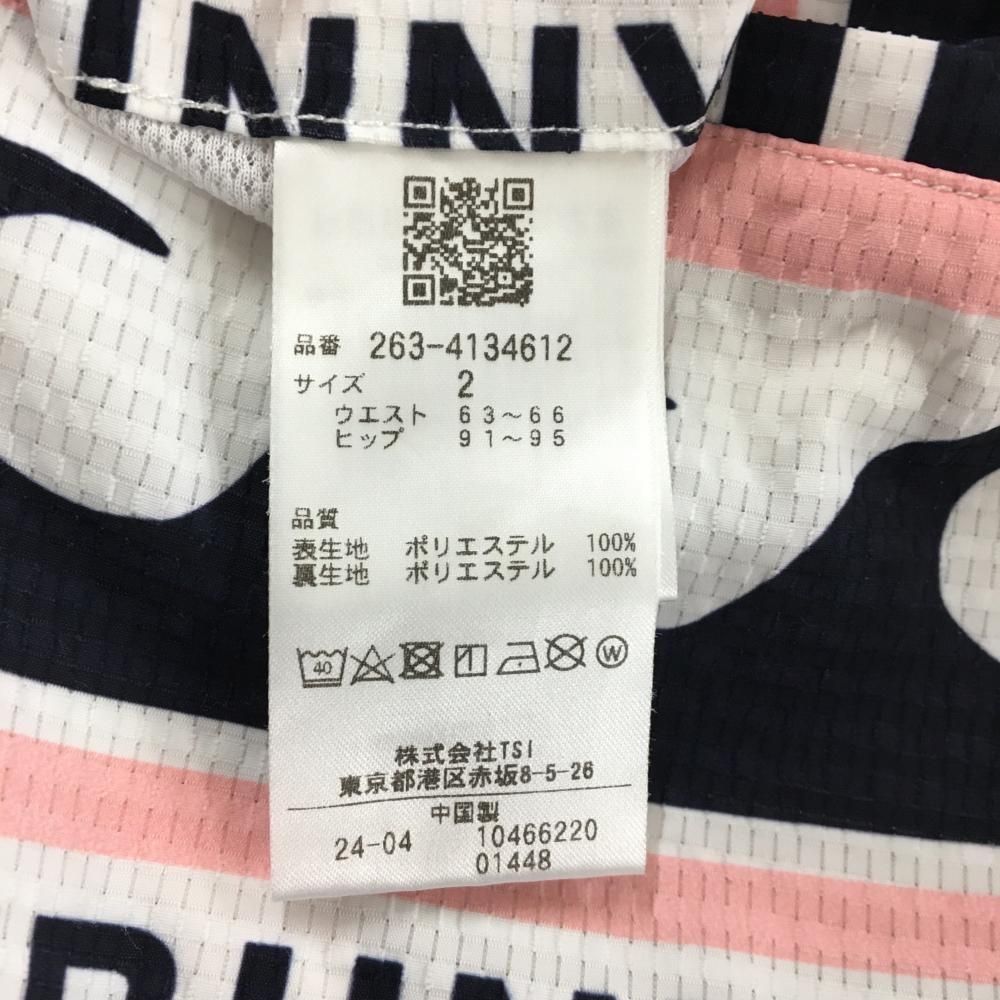 INNY
品番 263-4134612
サイズ 2
ウエスト 63〜66
ヒップ 91〜95
品質
表生地 ポリエステル 100%
裏生地 ポリエステル 100%
40
W
株式会社TSI
東京都港区赤坂8-5-26
中国製
24-04 10466220
01448